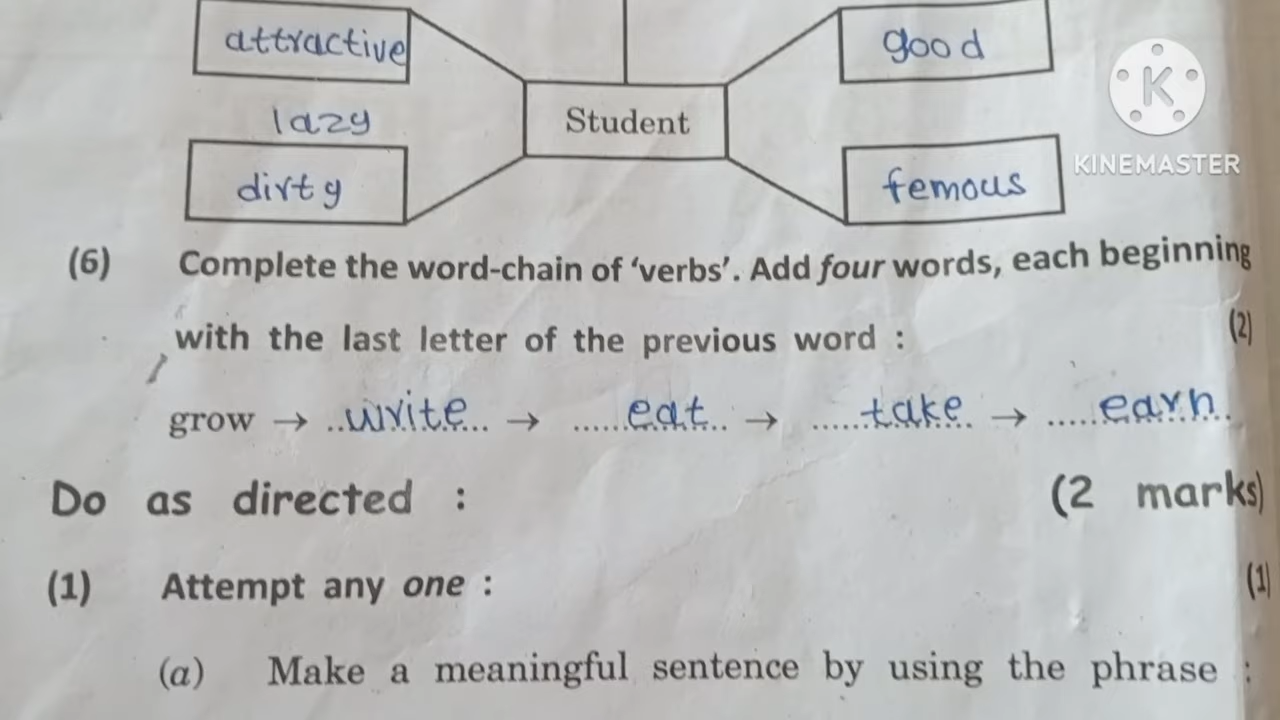 attractive
good
lazy
Student
K
KINEMASTER
dirty
femous
(6) Complete the word-chain of ‘verbs’. Add four words, each beginning
with the last letter of the previous word : (2)
grow → ..write... → ......eat.. → ......take. → .....earn.
Do as directed : (2 marks)
(1) Attempt any one : (1)
(a) Make a meaningful sentence by using the phrase :